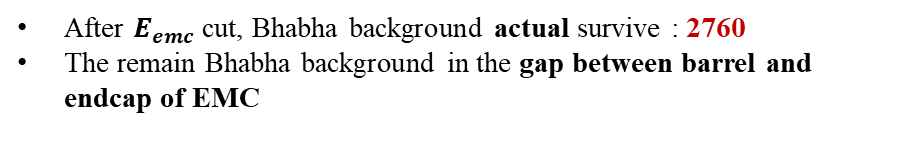 • After E_emc cut, Bhabha background actual survive : 2760
• The remain Bhabha background in the gap between barrel and
endcap of EMC